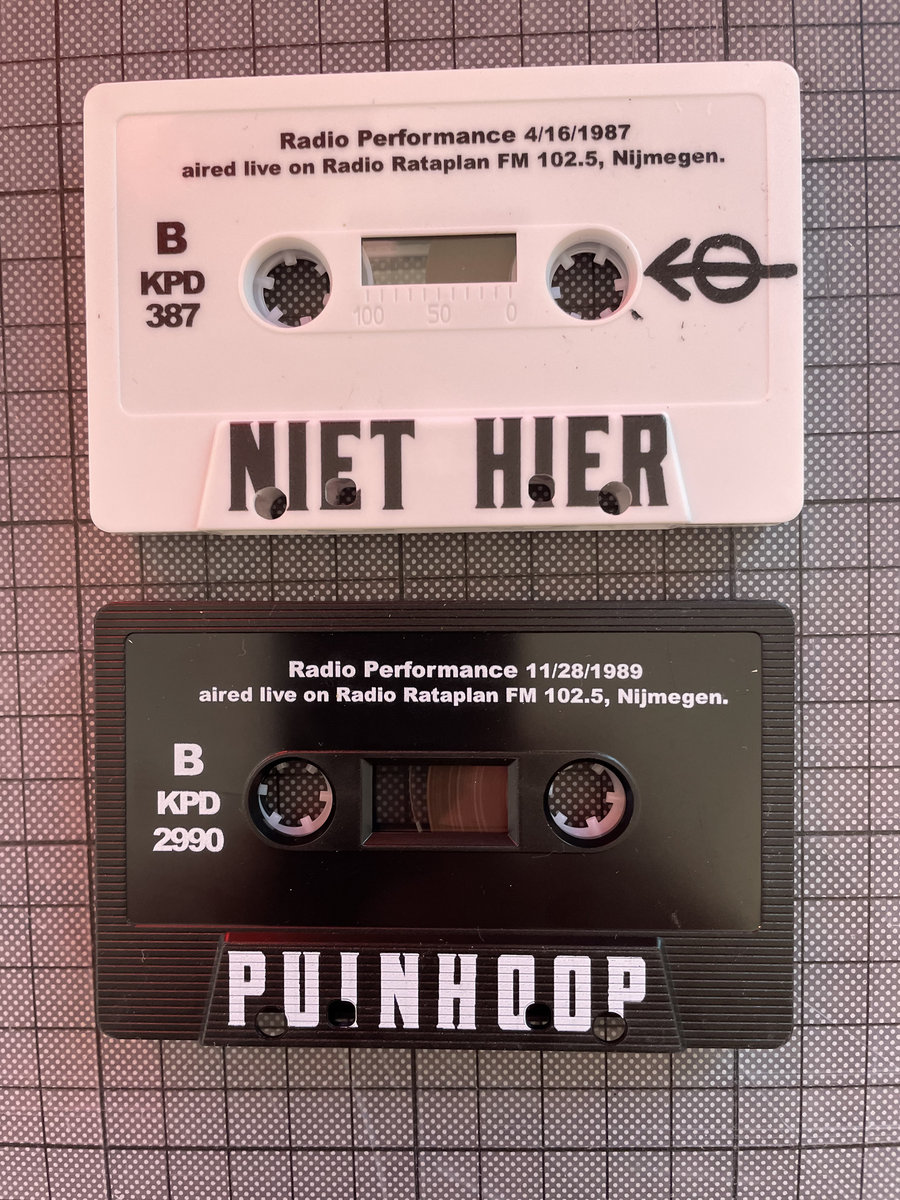 Radio Performance 4/16/1987
aired live on Radio Rataplan FM 102.5, Nijmegen.
B
KPD
387
100 50 0
NIET HIER
Radio Performance 11/28/1989
aired live on Radio Rataplan FM 102.5, Nijmegen.
B
KPD
2990
PUINHOOP